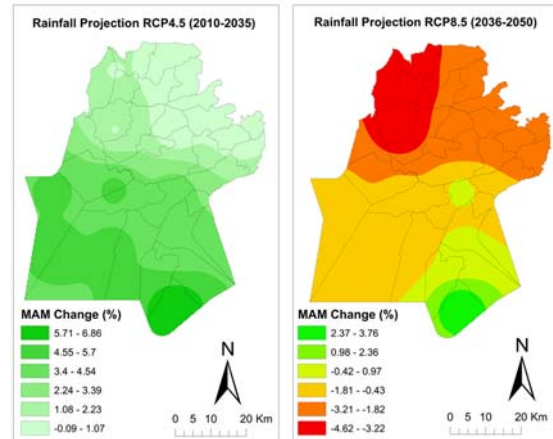 Rainfall Projection RCP4.5 (2010-2035)
MAM Change (%)
5.71 - 6.86
4.55 - 5.7
3.4 - 4.54
2.24 - 3.39
1.08 - 2.23
-0.09 - 1.07
N
0 5 10 20 Km
Rainfall Projection RCP8.5 (2036-2050)
MAM Change (%)
2.37 - 3.76
0.98 - 2.36
-0.42 - 0.97
-1.81 - -0.43
-3.21 - -1.82
-4.62 - -3.22
N
0 5 10 20 Km